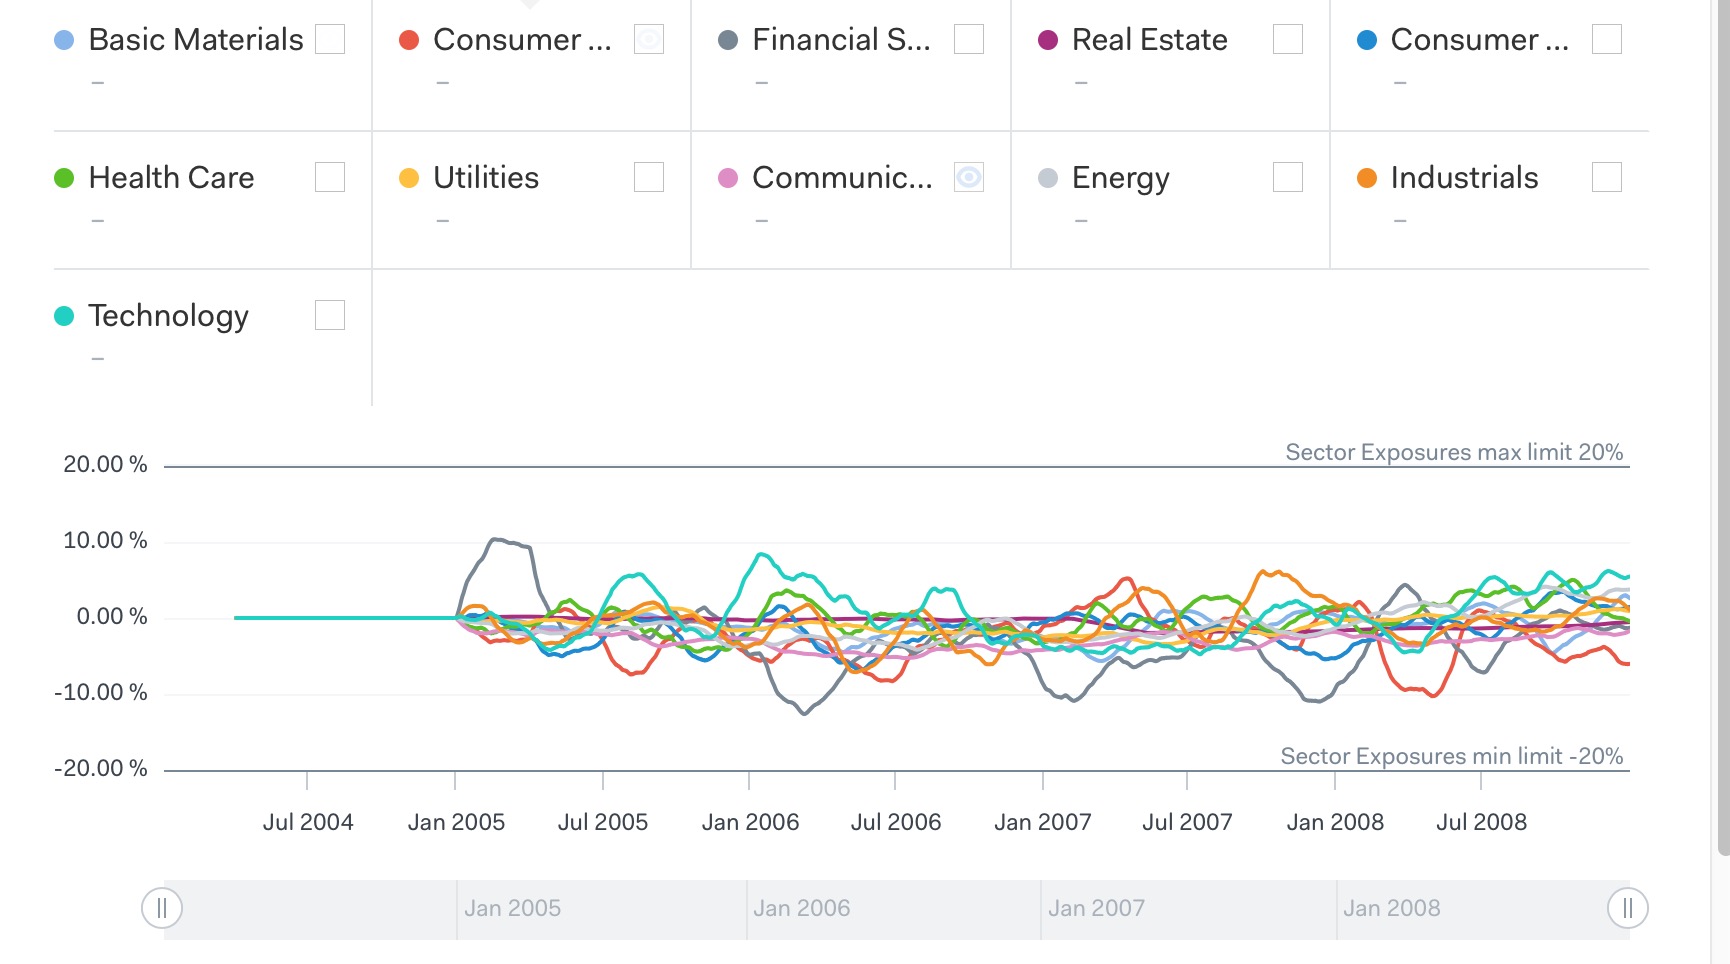 Basic Materials
Consumer ...
Financial S...
Real Estate
Consumer ...
–
–
–
–
–
Health Care
Utilities
Communic...
Energy
Industrials
–
–
–
–
–
Technology
–
Sector Exposures max limit 20%
20.00 %
10.00 %
0.00 %
-10.00 %
Sector Exposures min limit -20%
-20.00 %
Jul 2004
Jan 2005
Jul 2005
Jan 2006
Jul 2006
Jan 2007
Jul 2007
Jan 2008
Jul 2008
Jan 2005
Jan 2006
Jan 2007
Jan 2008